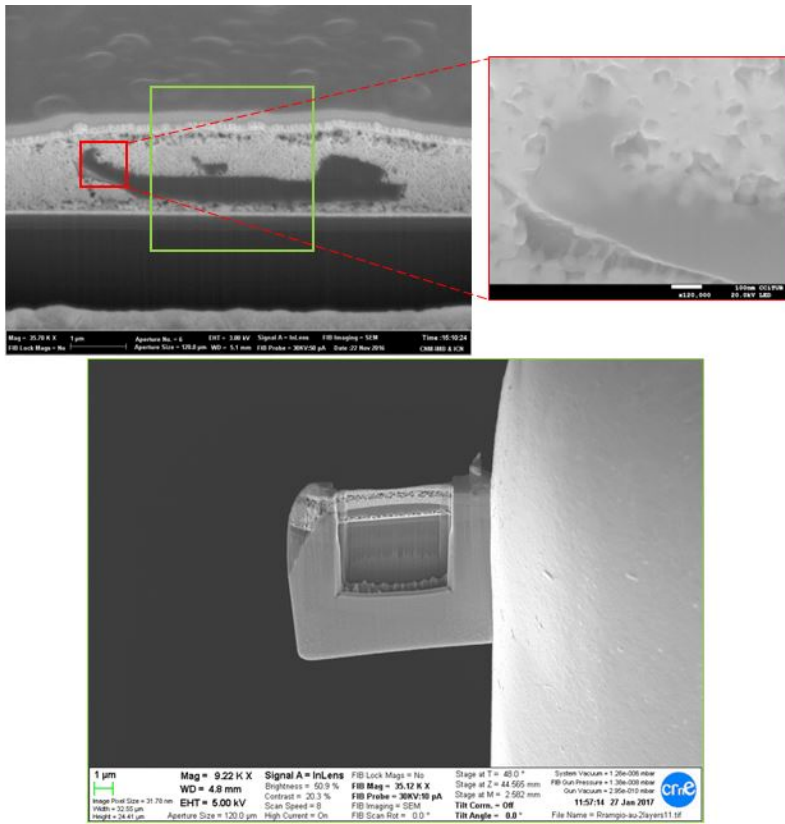 Mag = 35.70 K X 1 µm Aperture No. = 6 EHT = 3.00 kV Signal A = InLens FIB Imaging = SEM Time :15:10:24
FIB Lock Mags = No Aperture Size = 120.0 µm WD = 5.1 mm FIB Probe = 30KV:50 pA Date :22 Nov 2016 CNM-IMB & ICN
100nm CCiTUB
x120,000 20.0kV LED
1 µm Mag = 9.22 K X Signal A = InLens FIB Lock Mags = No Stage at T = 48.0 ° System Vacuum = 1.26e-006 mbar
WD = 4.8 mm Brightness = 50.9 % FIB Mag = 35.12 K X Stage at Z = 44.565 mm FIB Gun Pressure = 1.38e-008 mbar
Image Pixel Size = 31.78 nm Contrast = 20.3 % FIB Probe = 30KV:10 pA Stage at M = 2.582 mm Gun Vacuum = 2.95e-010 mbar
Width = 32.55 µm EHT = 5.00 kV Scan Speed = 8 FIB Imaging = SEM Tilt Corrn. = Off 11:57:14 27 Jan 2017
Height = 24.41 µm Aperture Size = 120.0 µm High Current = On FIB Scan Rot = 0.0 ° Tilt Angle = 0.0 ° File Name = Rramgio-au-2layers11.tif